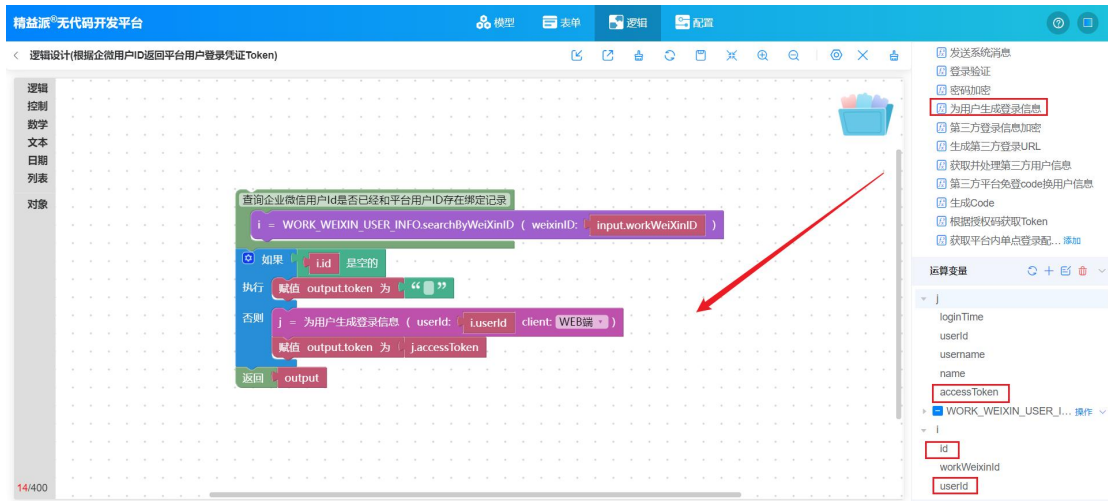 精益派®无代码开发平台
模型
表单
逻辑
配置
< 逻辑设计(根据企微用户ID返回平台用户登录凭证Token)
逻辑
控制
数学
文本
日期
列表
对象
查询企业微信用户Id是否已经和平台用户ID存在绑定记录
i = WORK_WEIXIN_USER_INFO.searchByWeiXinID ( weixinID: input.workWeiXinID )
如果 i.id 是空的
执行 赋值 output.token 为 “ ”
否则 j = 为用户生成登录信息 ( userId: i.userId client: WEB端 )
赋值 output.token 为 j.accessToken
返回 output
14/400
发送系统消息
登录验证
密码加密
为用户生成登录信息
第三方登录信息加密
生成第三方登录URL
获取并处理第三方用户信息
第三方平台免登code换用户信息
生成Code
根据授权码获取Token
获取平台内单点登录配... 添加
运算变量
j
loginTime
userId
username
name
accessToken
WORK_WEIXIN_USER_I... 操作
i
id
workWeixinId
userId